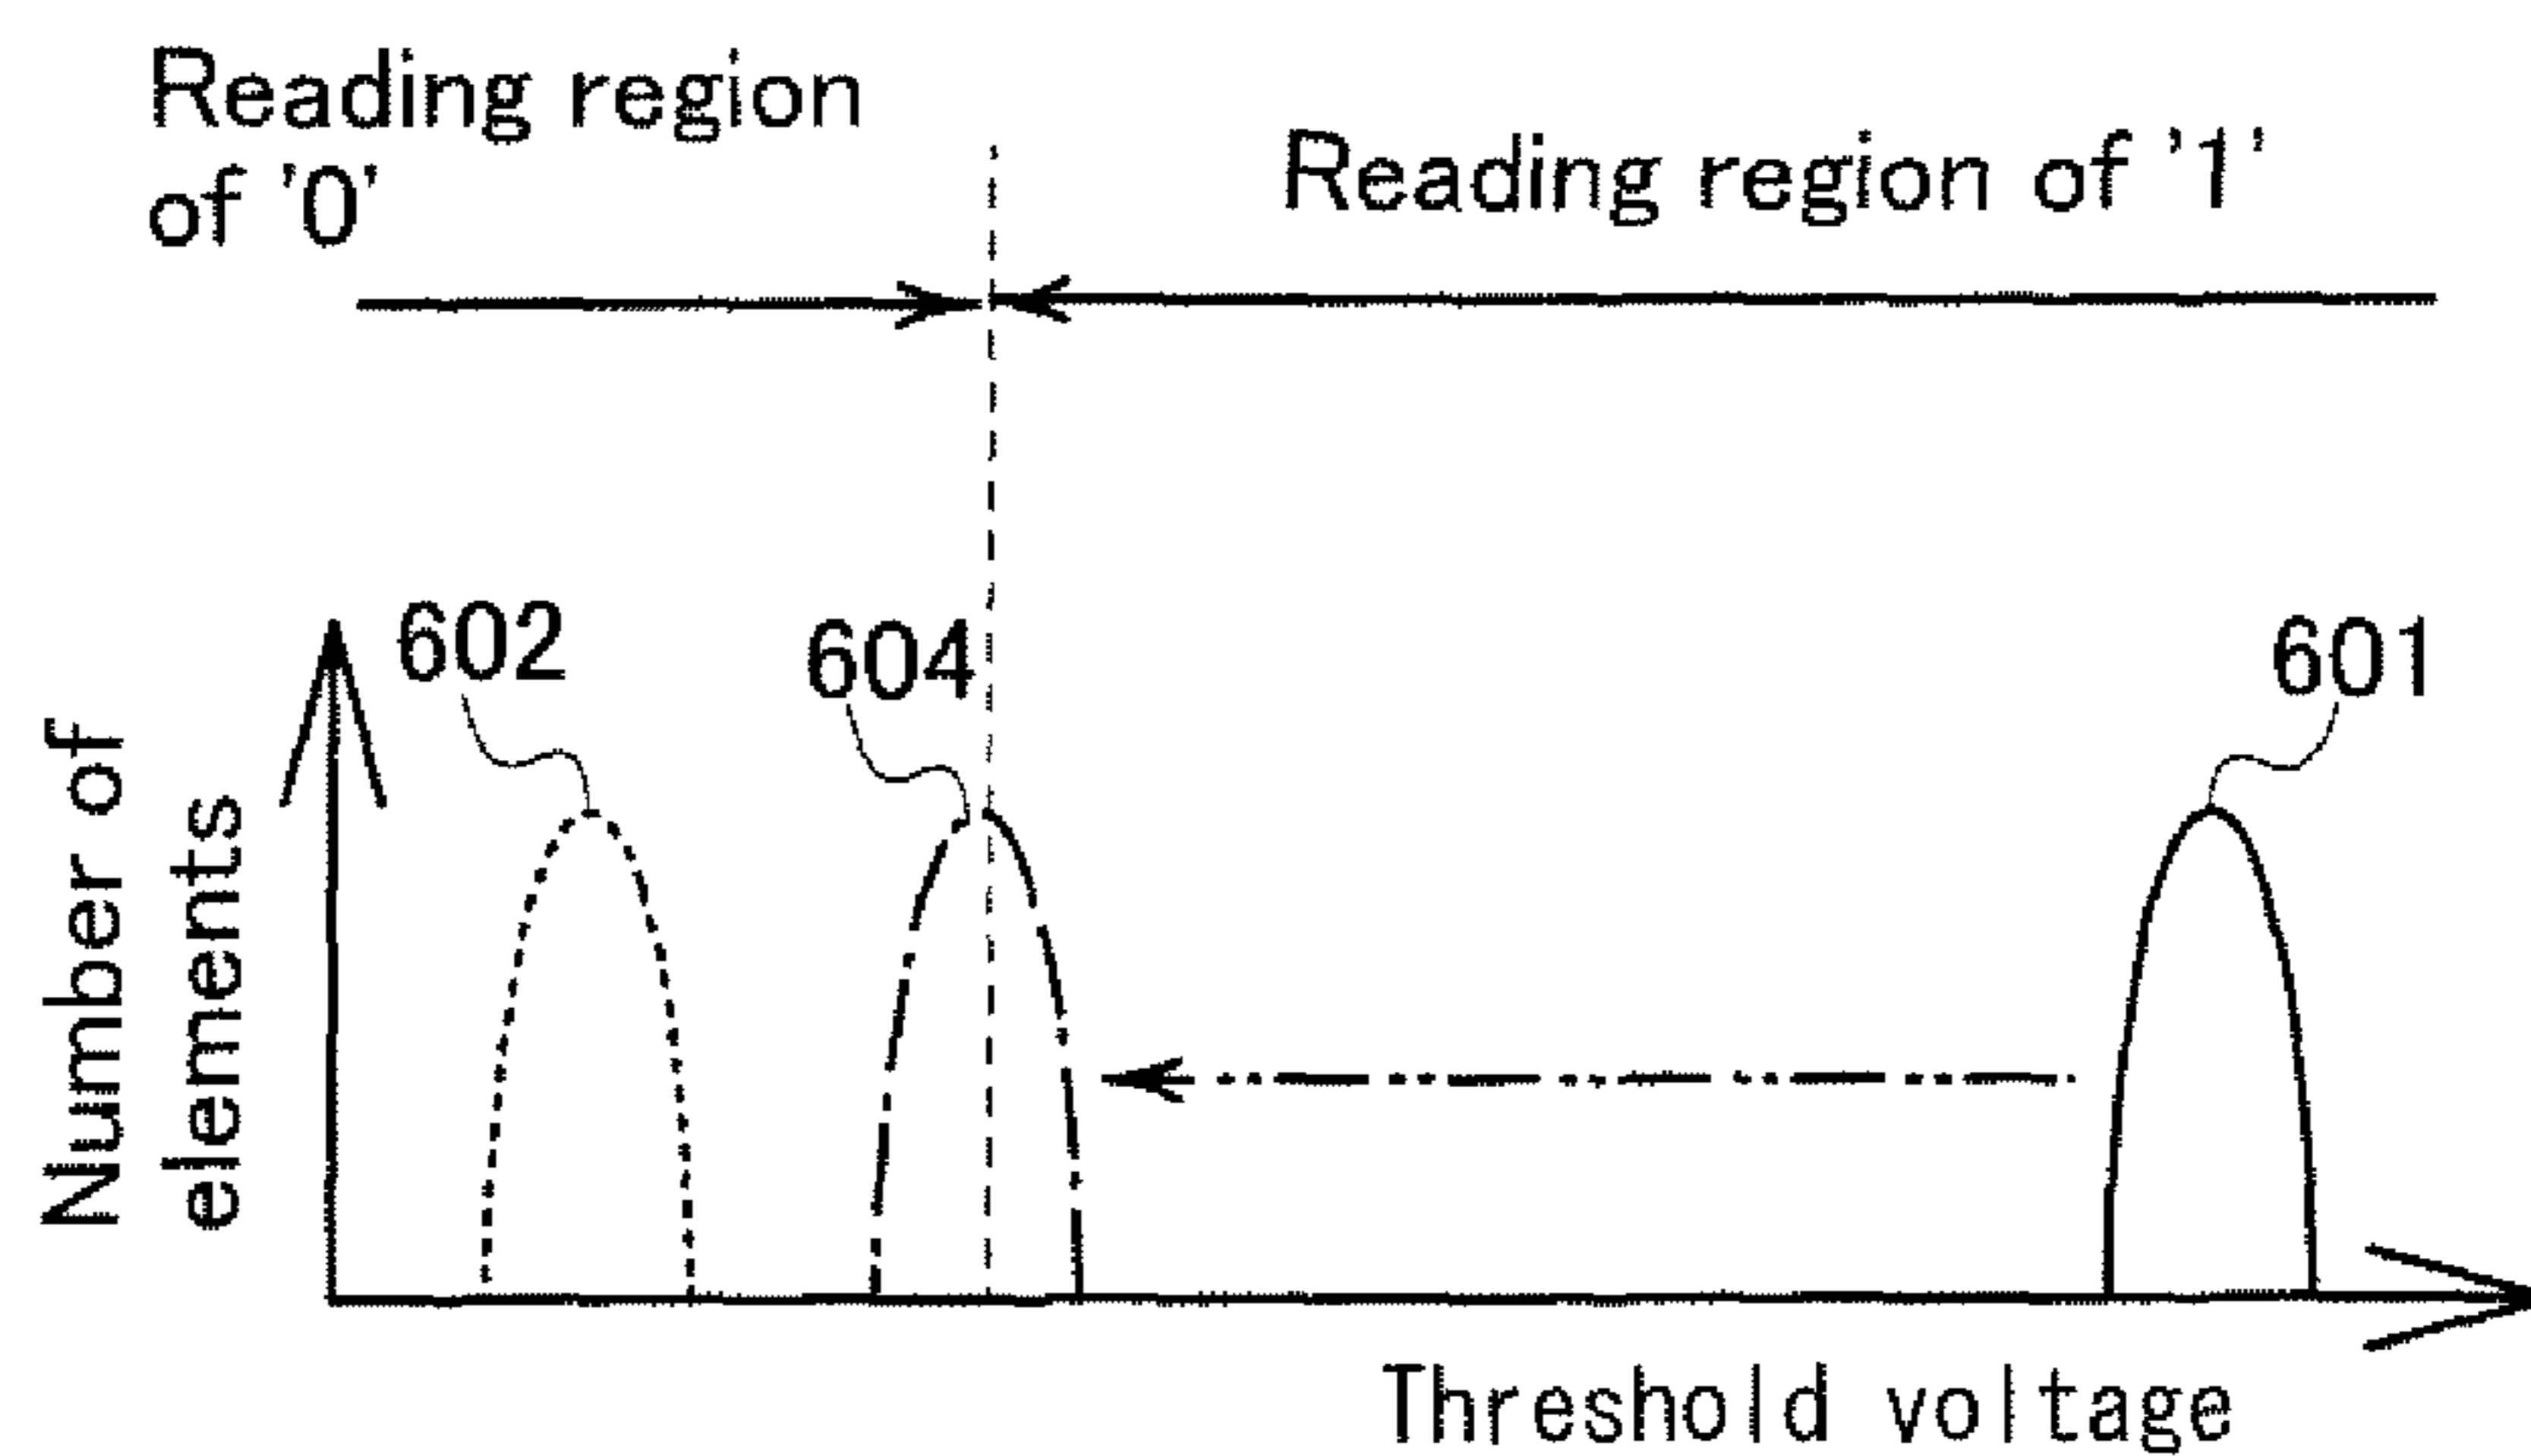 Reading region
of '0'
Reading region of '1'
602
604
601
Number of
elements
Threshold voltage